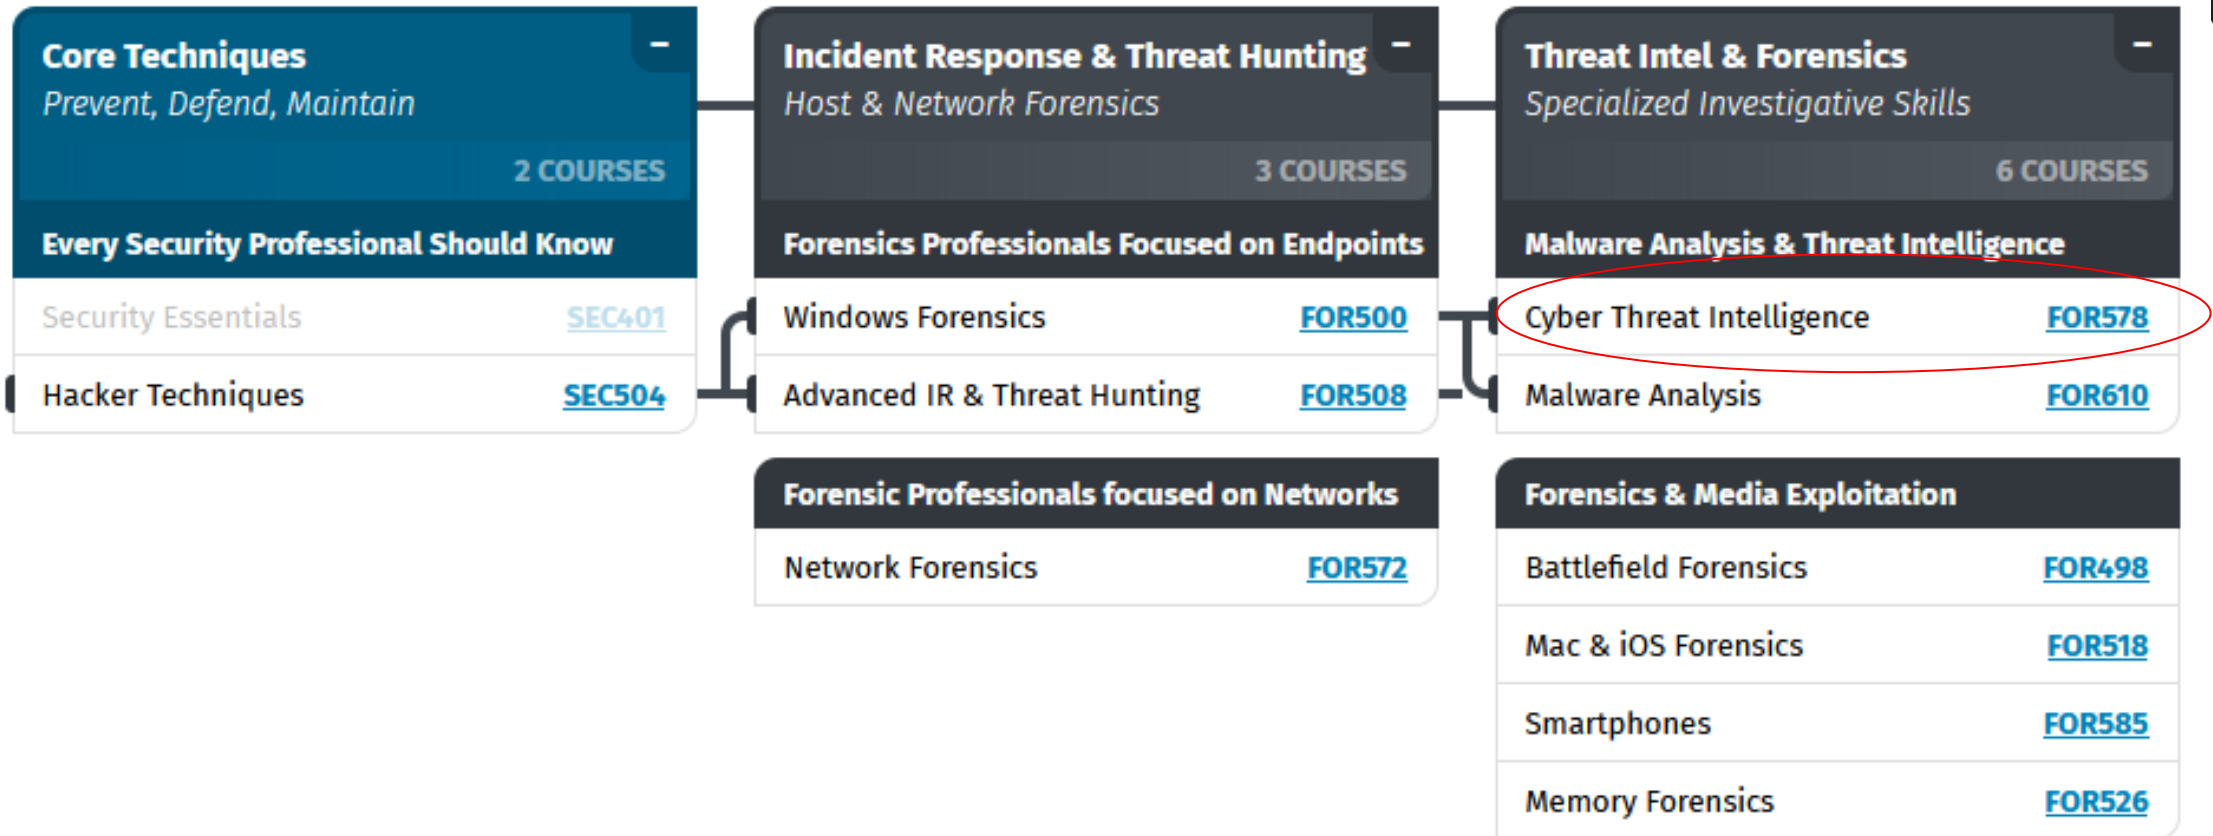 Core Techniques
Prevent, Defend, Maintain
2 COURSES
Every Security Professional Should Know
Security Essentials SEC401
Hacker Techniques SEC504
Incident Response & Threat Hunting
Host & Network Forensics
3 COURSES
Forensics Professionals Focused on Endpoints
Windows Forensics FOR500
Advanced IR & Threat Hunting FOR508
Forensic Professionals focused on Networks
Network Forensics FOR572
Threat Intel & Forensics
Specialized Investigative Skills
6 COURSES
Malware Analysis & Threat Intelligence
Cyber Threat Intelligence FOR578
Malware Analysis FOR610
Forensics & Media Exploitation
Battlefield Forensics FOR498
Mac & iOS Forensics FOR518
Smartphones FOR585
Memory Forensics FOR526